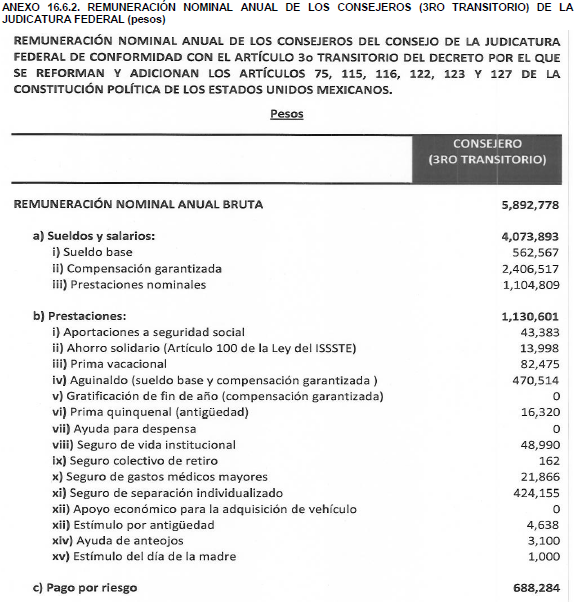 ANEXO 16.6.2. REMUNERACIÓN NOMINAL ANUAL DE LOS CONSEJEROS (3RO TRANSITORIO) DE LA
JUDICATURA FEDERAL (pesos)
REMUNERACIÓN NOMINAL ANUAL DE LOS CONSEJEROS DEL CONSEJO DE LA JUDICATURA
FEDERAL DE CONFORMIDAD CON EL ARTÍCULO 3o TRANSITORIO DEL DECRETO POR EL QUE
SE REFORMAN Y ADICIONAN LOS ARTÍCULOS 75, 115, 116, 122, 123 Y 127 DE LA
CONSTITUCIÓN POLÍTICA DE LOS ESTADOS UNIDOS MEXICANOS.
Pesos
CONSEJERO
(3RO TRANSITORIO)
REMUNERACIÓN NOMINAL ANUAL BRUTA 5,892,778
a) Sueldos y salarios: 4,073,893
i) Sueldo base 562,567
ii) Compensación garantizada 2,406,517
iii) Prestaciones nominales 1,104,809
b) Prestaciones: 1,130,601
i) Aportaciones a seguridad social 43,383
ii) Ahorro solidario (Artículo 100 de la Ley del ISSSTE) 13,998
iii) Prima vacacional 82,475
iv) Aguinaldo (sueldo base y compensación garantizada ) 470,514
v) Gratificación de fin de año (compensación garantizada) 0
vi) Prima quinquenal (antigüedad) 16,320
vii) Ayuda para despensa 0
viii) Seguro de vida institucional 48,990
ix) Seguro colectivo de retiro 162
x) Seguro de gastos médicos mayores 21,866
xi) Seguro de separación individualizado 424,155
xii) Apoyo económico para la adquisición de vehículo 0
xii) Estímulo por antigüedad 4,638
xiv) Ayuda de anteojos 3,100
xv) Estímulo del día de la madre 1,000
c) Pago por riesgo 688,284